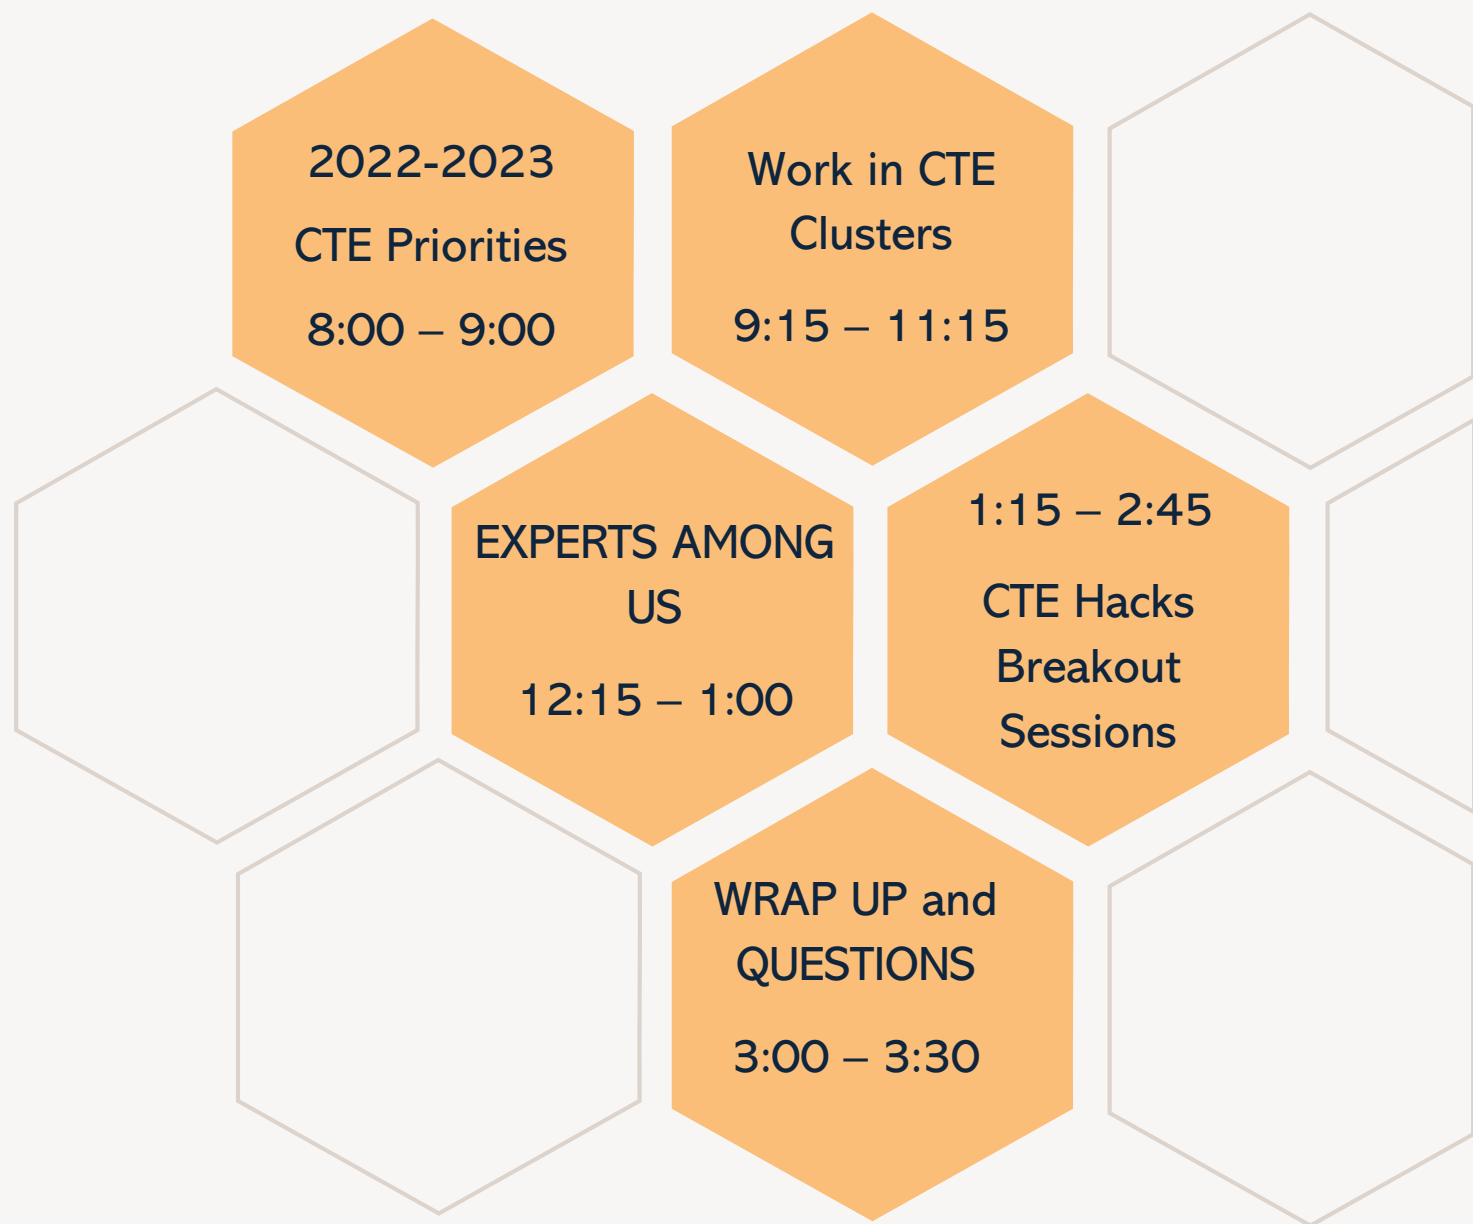 2022-2023
CTE Priorities
8:00 – 9:00
Work in CTE
Clusters
9:15 – 11:15
EXPERTS AMONG
US
12:15 – 1:00
1:15 – 2:45
CTE Hacks
Breakout
Sessions
WRAP UP and
QUESTIONS
3:00 – 3:30